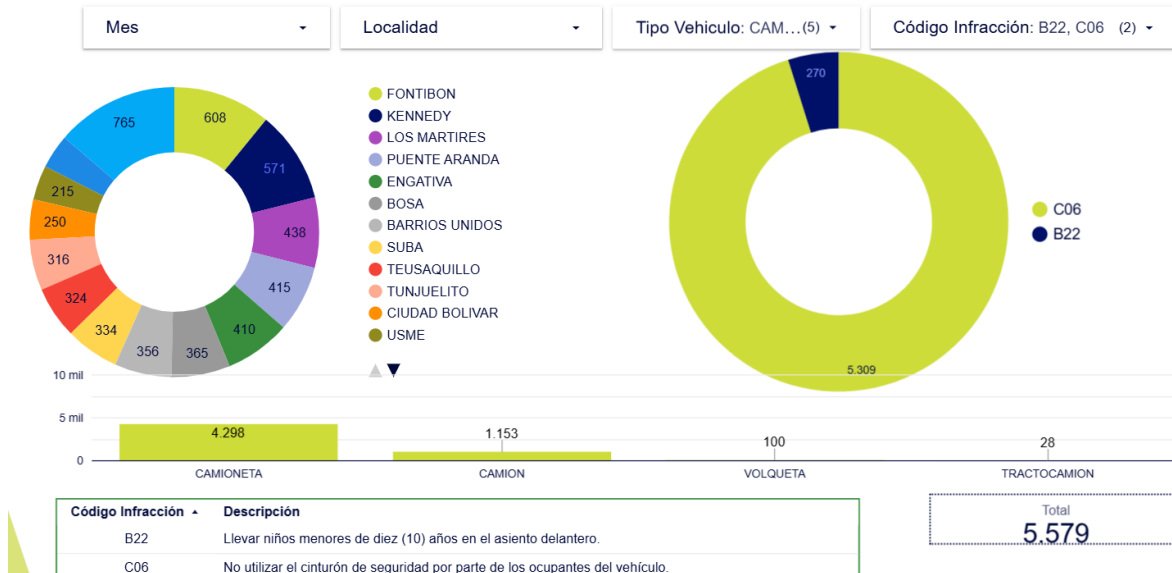 Mes
Localidad
Tipo Vehiculo: CAM...(5)
Código Infracción: B22, C06 (2)
765
608
571
438
415
410
365
356
334
324
316
250
215
FONTIBON
KENNEDY
LOS MARTIRES
PUENTE ARANDA
ENGATIVA
BOSA
BARRIOS UNIDOS
SUBA
TEUSAQUILLO
TUNJUELITO
CIUDAD BOLIVAR
USME
270
5.309
C06
B22
10 mil
5 mil
0
4.298
1.153
100
28
CAMIONETA
CAMION
VOLQUETA
TRACTOCAMION
Código Infracción Descripción
B22 Llevar niños menores de diez (10) años en el asiento delantero.
C06 No utilizar el cinturón de seguridad por parte de los ocupantes del vehículo.
Total
5.579